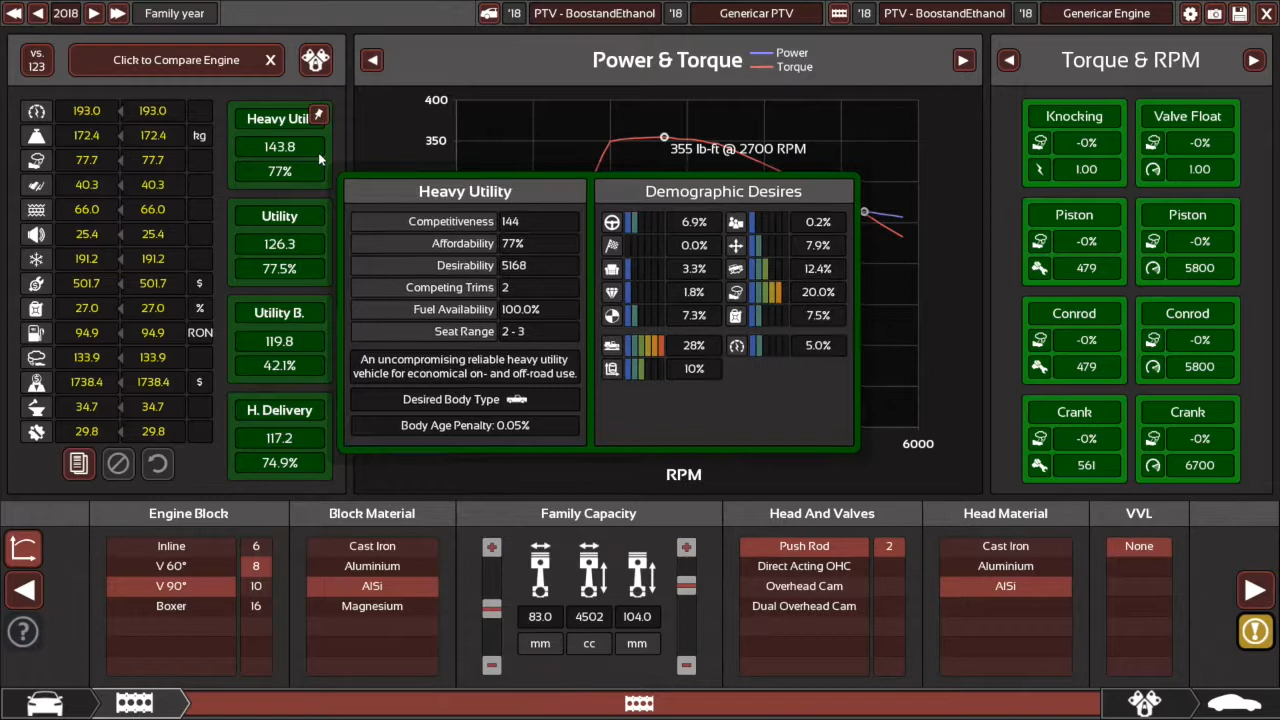 2018
Family year
'18
PTV - BoostandEthanol
'18
Genericar PTV
'18
PTV - BoostandEthanol
'18
Genericar Engine
vs.
123
Click to Compare Engine
X
193.0 193.0
172.4 172.4 kg
77.7 77.7
40.3 40.3
66.0 66.0
25.4 25.4
191.2 191.2
501.7 501.7 $
27.0 27.0 %
94.9 94.9 RON
133.9 133.9
1738.4 1738.4 $
34.7 34.7
29.8 29.8
Heavy Util
143.8
77%
Utility
126.3
77.5%
Utility B.
119.8
42.1%
H. Delivery
117.2
74.9%
Power & Torque
Power
Torque
400
350
355 lb-ft @ 2700 RPM
6000
RPM
Heavy Utility
Competitiveness 144
Affordability 77%
Desirability 5168
Competing Trims 2
Fuel Availability 100.0%
Seat Range 2 - 3
An uncompromising reliable heavy utility
vehicle for economical on- and off-road use.
Desired Body Type
Body Age Penalty: 0.05%
Demographic Desires
6.9% 0.2%
0.0% 7.9%
3.3% 12.4%
1.8% 20.0%
7.3% 7.5%
28% 5.0%
10%
Torque & RPM
Knocking
-0%
1.00
Valve Float
-0%
1.00
Piston
-0%
479
Piston
-0%
5800
Conrod
-0%
479
Conrod
-0%
5800
Crank
-0%
561
Crank
-0%
6700
Engine Block
Inline 6
V 60° 8
V 90° 10
Boxer 16
Block Material
Cast Iron
Aluminium
AlSi
Magnesium
Family Capacity
83.0 4502 104.0
mm cc mm
Head And Valves
Push Rod 2
Direct Acting OHC
Overhead Cam
Dual Overhead Cam
Head Material
Cast Iron
Aluminium
AlSi
VVL
None
?